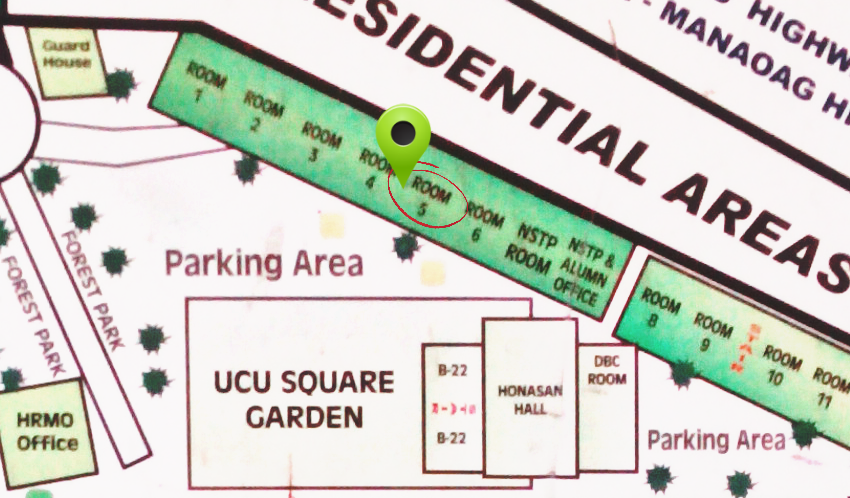 Guard
House
ROOM
1
ROOM
2
ROOM
3
ROOM
4
ROOM
5
ROOM
6
NSTP
ROOM
NSTP &
ALUMN
OFFICE
ESIDENTIAL AREAS
HIGHW
MANAOAG HI
ROOM
8
ROOM
9
STAIR
ROOM
10
ROOM
11
Parking Area
FOREST PARK
FOREST PARK
HRMO
Office
UCU SQUARE
GARDEN
B-22
B-22
HONASAN
HALL
DBC
ROOM
Parking Area